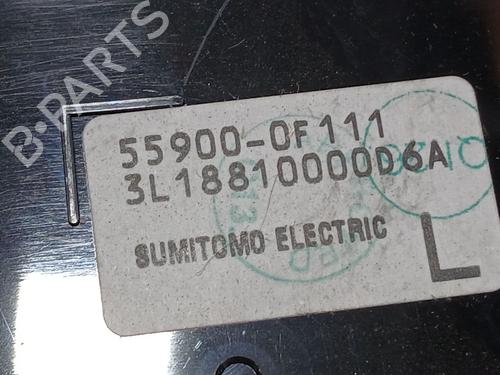 B-PARTS
55900-0F111
3L18810000D6A
SUMITOMO ELECTRIC
L